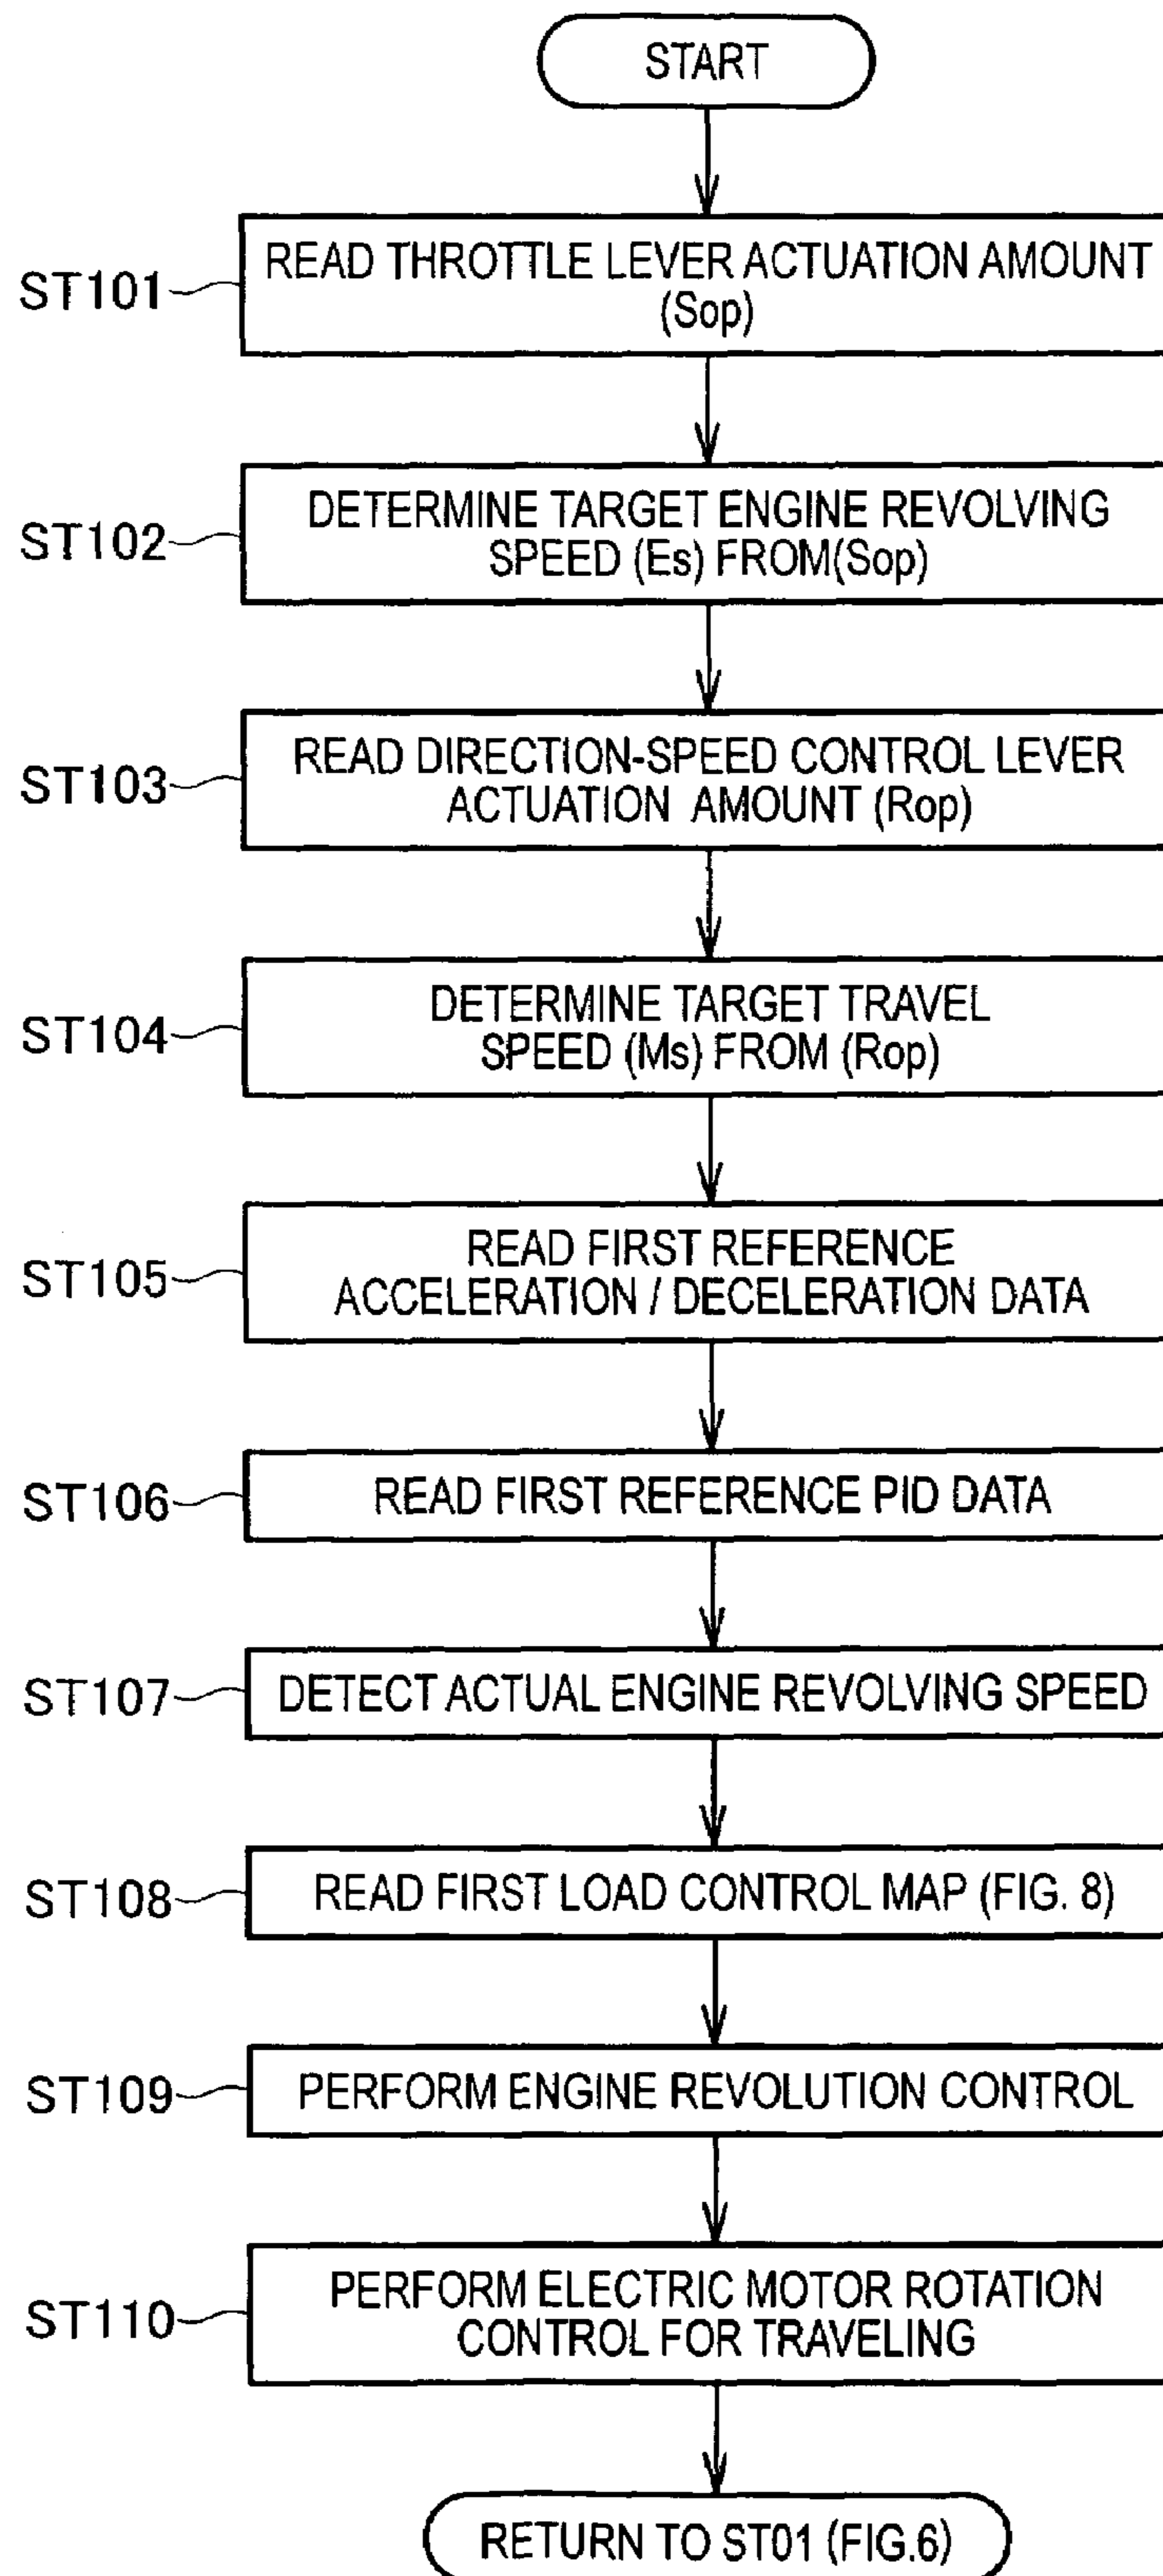 START
ST101
READ THROTTLE LEVER ACTUATION AMOUNT
(Sop)
ST102
DETERMINE TARGET ENGINE REVOLVING
SPEED (Es) FROM(Sop)
ST103
READ DIRECTION-SPEED CONTROL LEVER
ACTUATION AMOUNT (Rop)
ST104
DETERMINE TARGET TRAVEL
SPEED (Ms) FROM (Rop)
ST105
READ FIRST REFERENCE
ACCELERATION / DECELERATION DATA
ST106
READ FIRST REFERENCE PID DATA
ST107
DETECT ACTUAL ENGINE REVOLVING SPEED
ST108
READ FIRST LOAD CONTROL MAP (FIG. 8)
ST109
PERFORM ENGINE REVOLUTION CONTROL
ST110
PERFORM ELECTRIC MOTOR ROTATION
CONTROL FOR TRAVELING
RETURN TO ST01 (FIG.6)